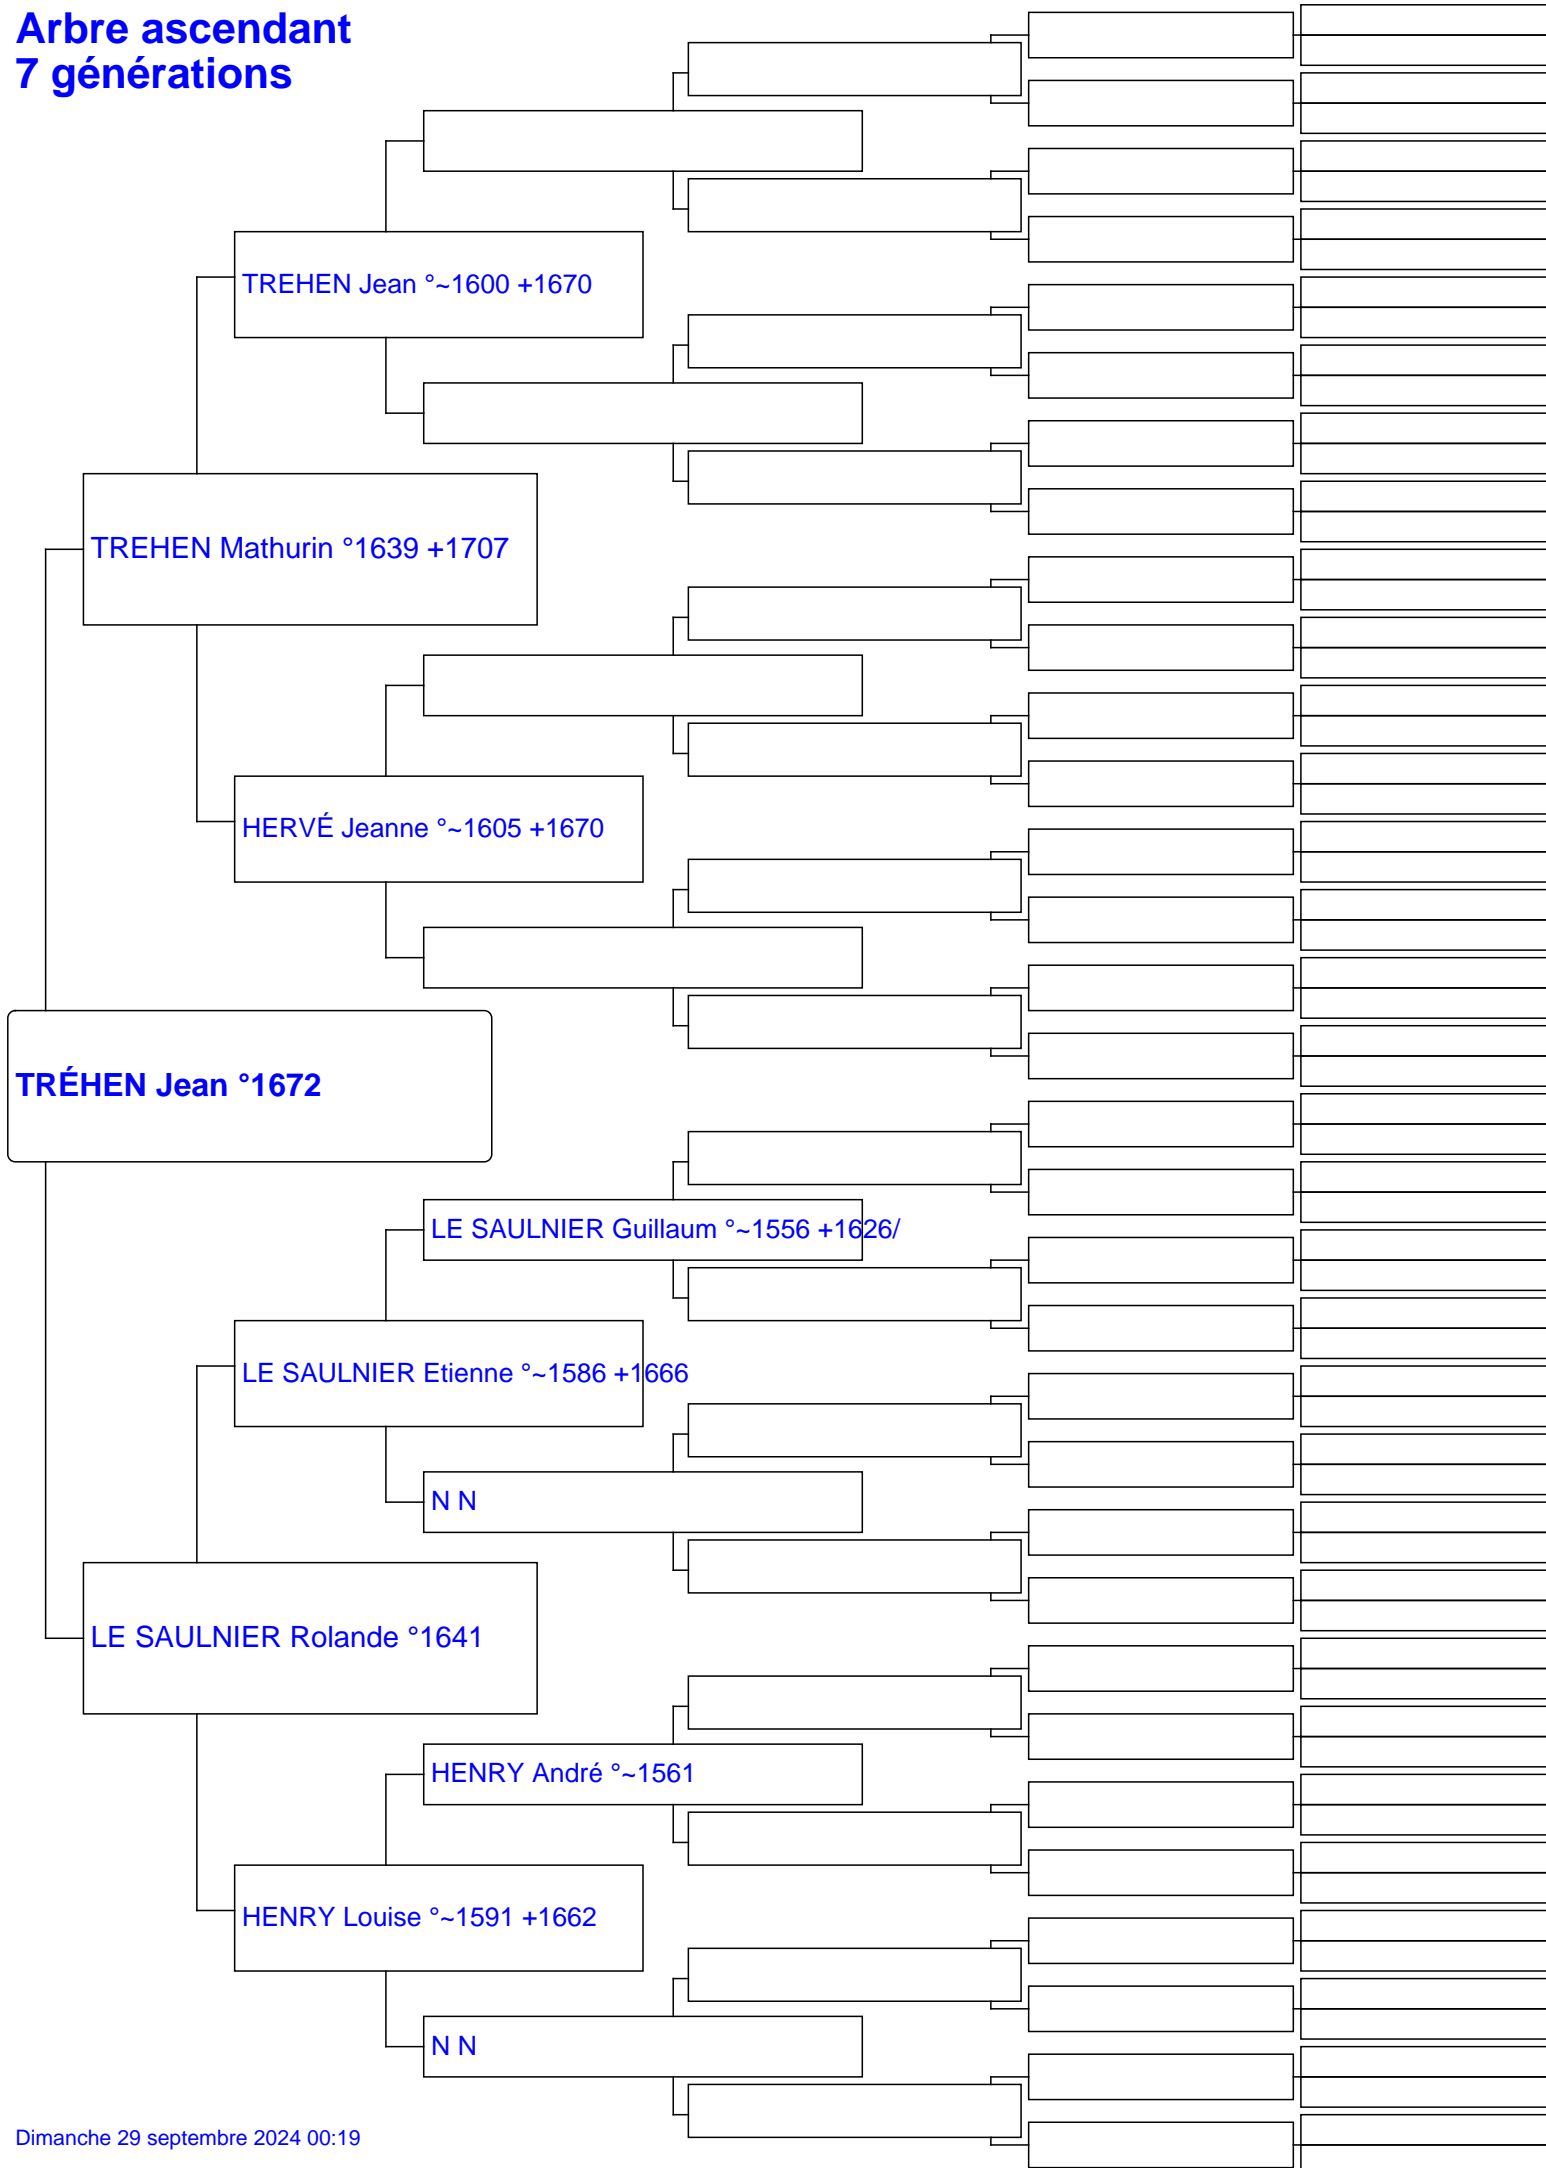 Arbre ascendant
7 générations
TREHEN Jean °~1600 +1670
TREHEN Mathurin °1639 +1707
HERVÉ Jeanne °~1605 +1670
TRÉHEN Jean °1672
LE SAULNIER Guillaum °~1556 +1626/
LE SAULNIER Etienne °~1586 +1666
N N
LE SAULNIER Rolande °1641
HENRY André °~1561
HENRY Louise °~1591 +1662
N N
Dimanche 29 septembre 2024 00:19